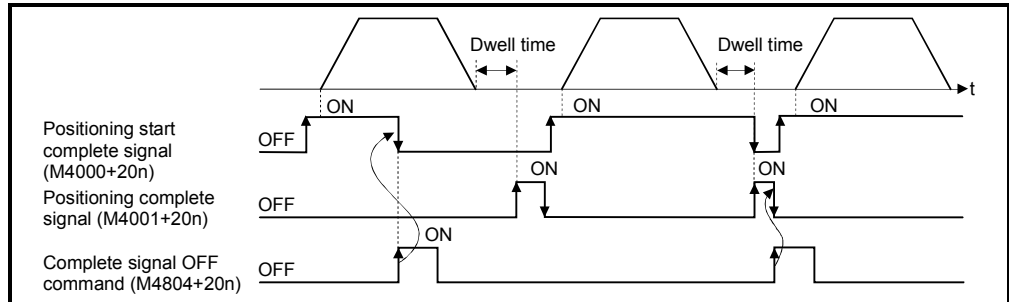 Dwell time
Dwell time
t
ON
ON
ON
Positioning start
complete signal
(M4000+20n)
OFF
ON
ON
Positioning complete
signal (M4001+20n)
OFF
ON
Complete signal OFF
command (M4804+20n)
OFF